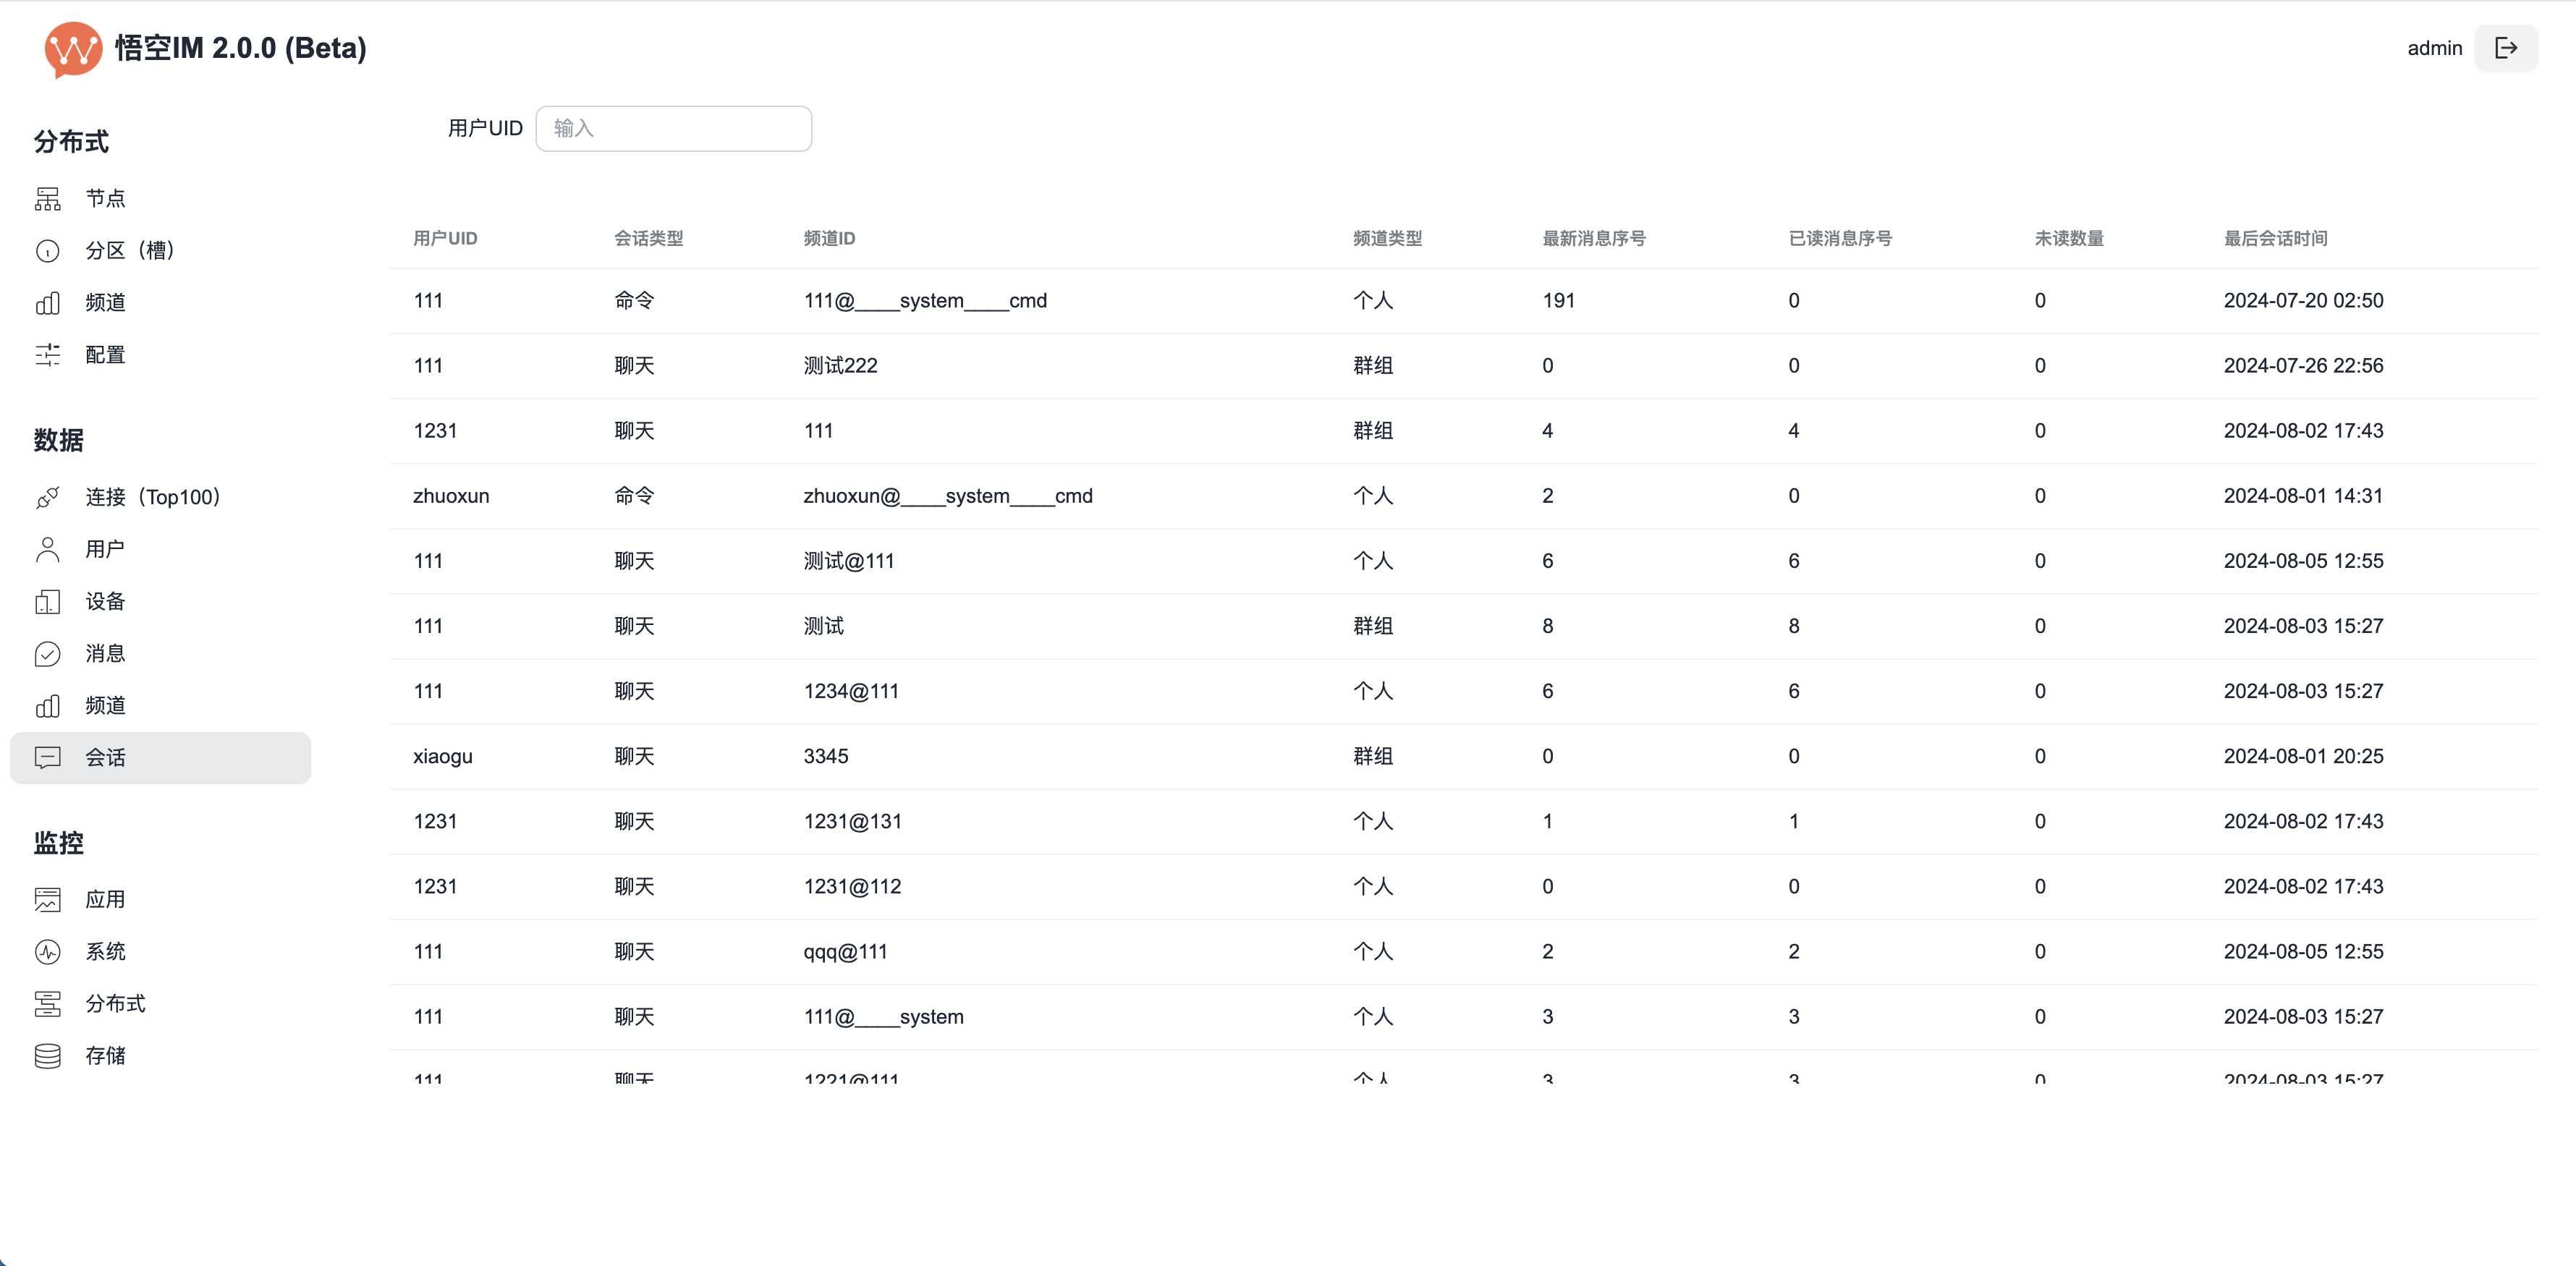 悟空IM 2.0.0 (Beta)
admin
分布式
节点
分区（槽）
频道
配置
数据
连接（Top100）
用户
设备
消息
频道
会话
监控
应用
系统
分布式
存储
用户UID 输入
用户UID 会话类型 频道ID 频道类型 最新消息序号 已读消息序号 未读数量 最后会话时间
111 命令 111@____system____cmd 个人 191 0 0 2024-07-20 02:50
111 聊天 测试222 群组 0 0 0 2024-07-26 22:56
1231 聊天 111 群组 4 4 0 2024-08-02 17:43
zhuoxun 命令 zhuoxun@____system____cmd 个人 2 0 0 2024-08-01 14:31
111 聊天 测试@111 个人 6 6 0 2024-08-05 12:55
111 聊天 测试 群组 8 8 0 2024-08-03 15:27
111 聊天 1234@111 个人 6 6 0 2024-08-03 15:27
xiaogu 聊天 3345 群组 0 0 0 2024-08-01 20:25
1231 聊天 1231@131 个人 1 1 0 2024-08-02 17:43
1231 聊天 1231@112 个人 0 0 0 2024-08-02 17:43
111 聊天 qqq@111 个人 2 2 0 2024-08-05 12:55
111 聊天 111@____system 个人 3 3 0 2024-08-03 15:27
111 聊天 1221@111 个人 3 3 0 2024-08-03 15:27